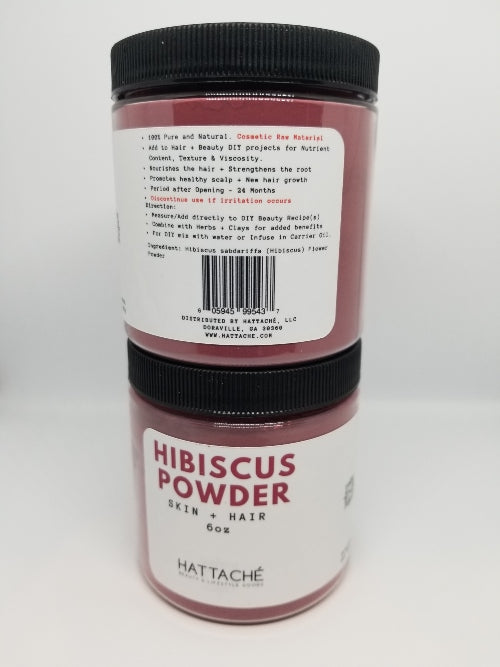 • 100% Pure and Natural. Cosmetic Raw Material
• Add to Hair + Beauty DIY projects for Nutrient
Content, Texture & Viscosity.
• Nourishes the hair + Strengthens the root
• Promotes healthy scalp + New hair growth
• Period after Opening - 24 Months
• Discontinue use if irritation occurs
Direction:
• Measure/Add directly to DIY Beauty Recipe(s)
• Combine with Herbs + Clays for added benefits
• For DIY mix with water or Infuse in Carrier Oil.
Ingredient: Hibiscus sabdariffa (Hibiscus) Flower
Powder
9 05945 99543 7
DISTRIBUTED BY HATTACHÉ, LLC
DORAVILLE, GA 30360
WWW.HATTACHE.COM
HIBISCUS
POWDER
SKIN + HAIR
6oz
HATTACHÉ
BEAUTY & LIFESTYLE GOODS